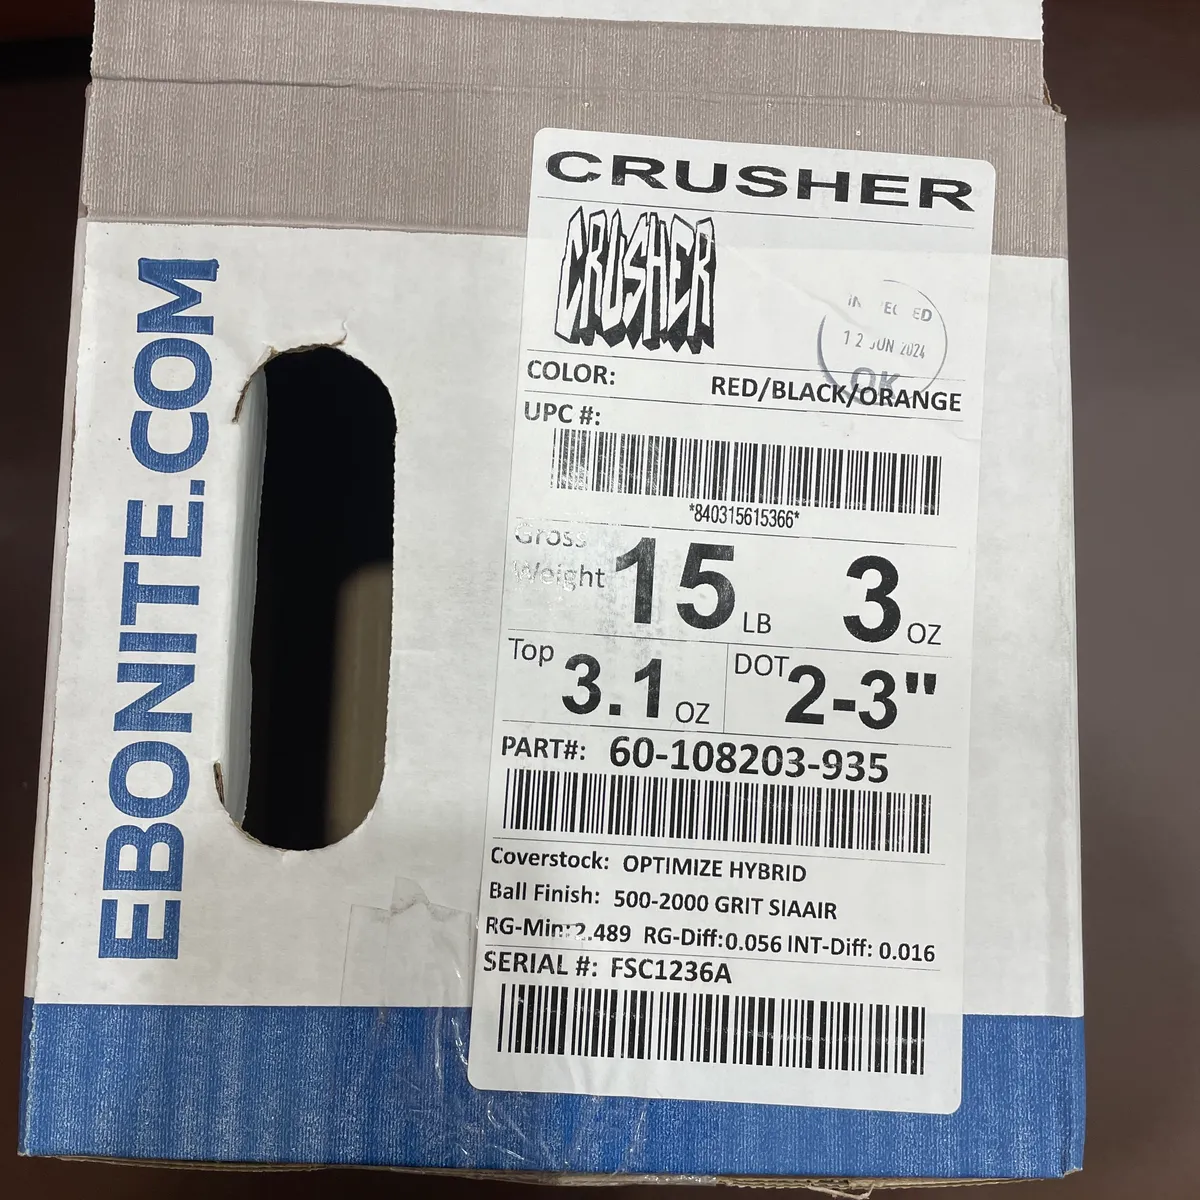 CRUSHER
CRUSHER
INSPECTED
12 JUN 2024
OK
COLOR: RED/BLACK/ORANGE
UPC #:
*840315615366*
Gross
Weight 15 LB 3 OZ
Top 3.1 OZ DOT 2-3"
PART#: 60-108203-935
Coverstock: OPTIMIZE HYBRID
Ball Finish: 500-2000 GRIT SIAAIR
RG-Min: 2.489 RG-Diff: 0.056 INT-Diff: 0.016
SERIAL #: FSC1236A
EBONITE.COM